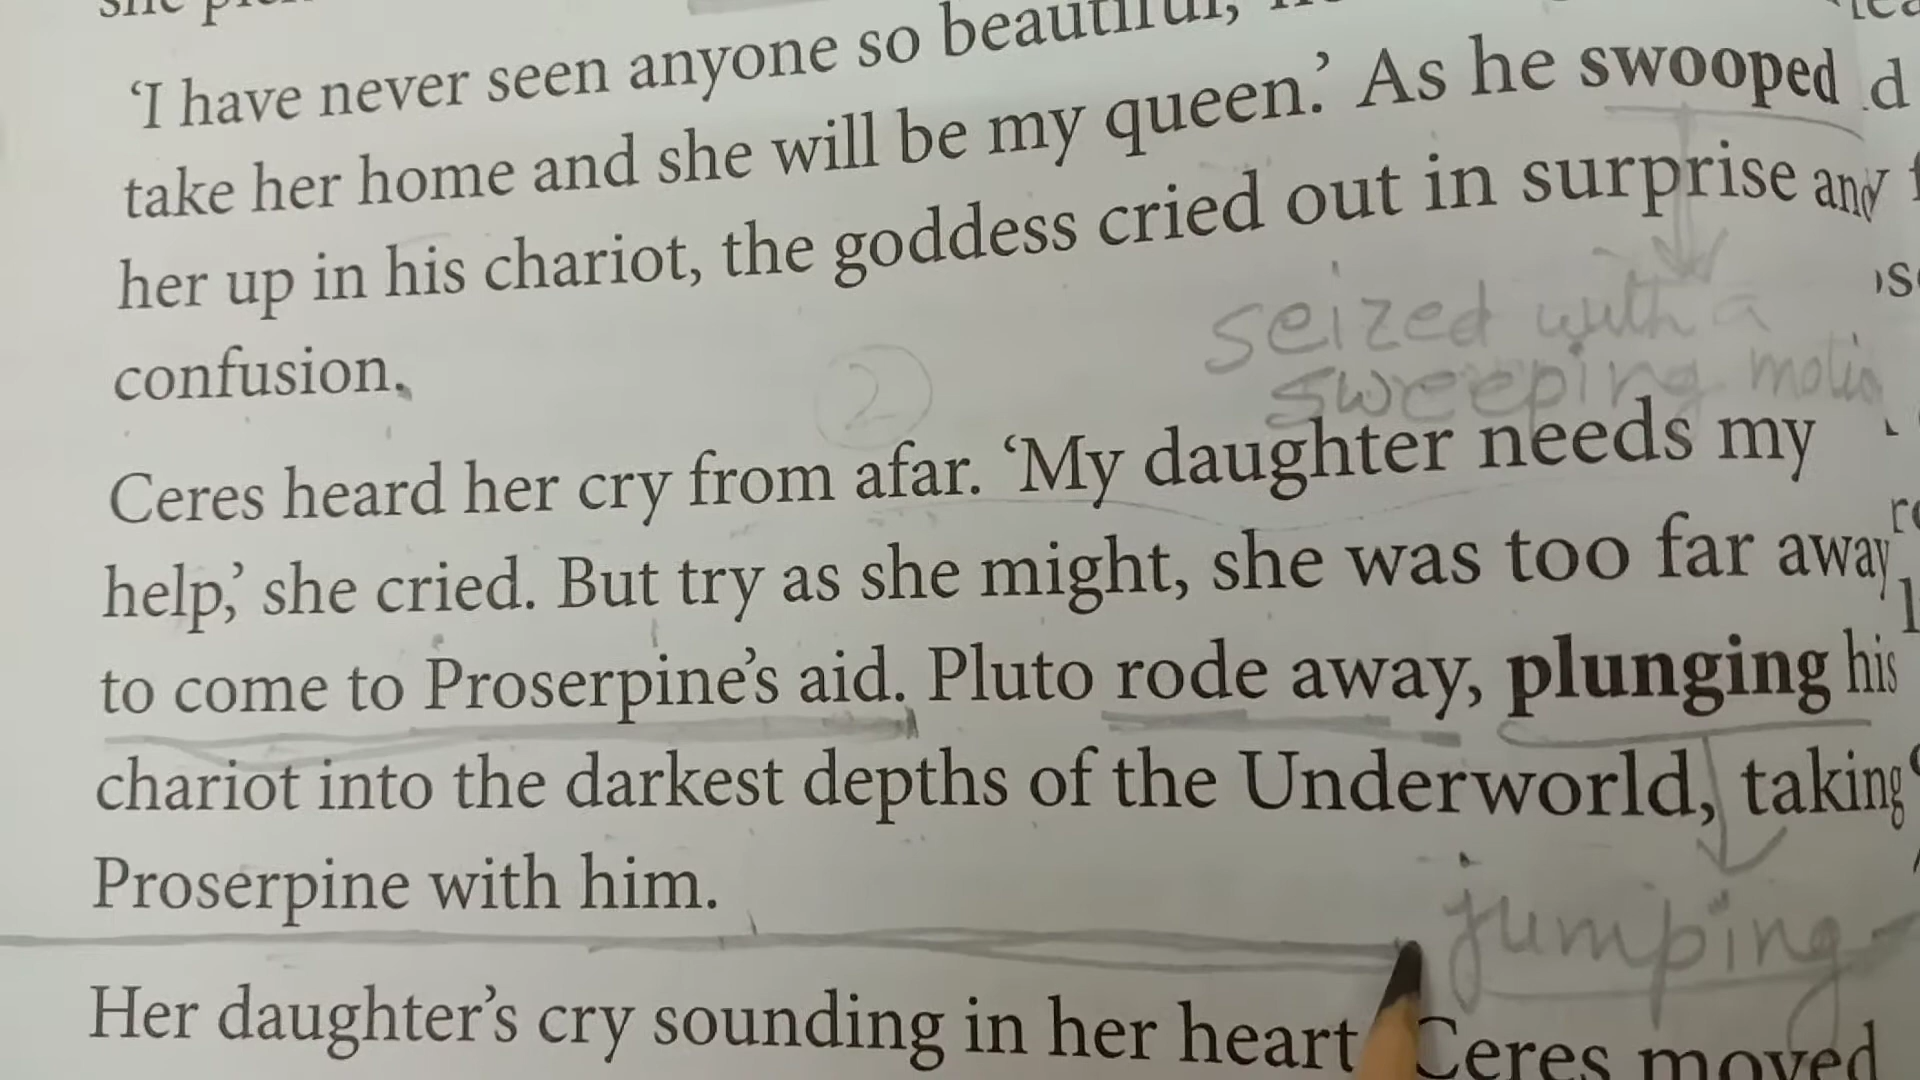 'I have never seen anyone so beautiful,
take her home and she will be my queen.' As he swooped
her up in his chariot, the goddess cried out in surprise and
confusion.
seized with a
sweeping motio
2
Ceres heard her cry from afar. 'My daughter needs my
help,' she cried. But try as she might, she was too far away
to come to Proserpine's aid. Pluto rode away, plunging his
chariot into the darkest depths of the Underworld, taking
Proserpine with him.
jumping
Her daughter's cry sounding in her heart Ceres moved